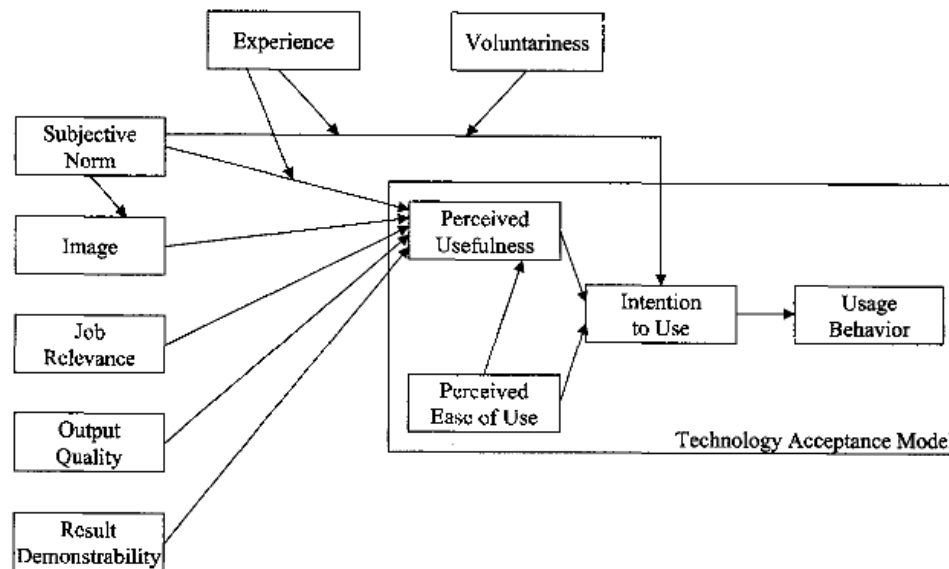 Experience
Voluntariness
Subjective
Norm
Image
Perceived
Usefulness
Intention
to Use
Usage
Behavior
Job
Relevance
Perceived
Ease of Use
Output
Quality
Technology Acceptance Model
Result
Demonstrability